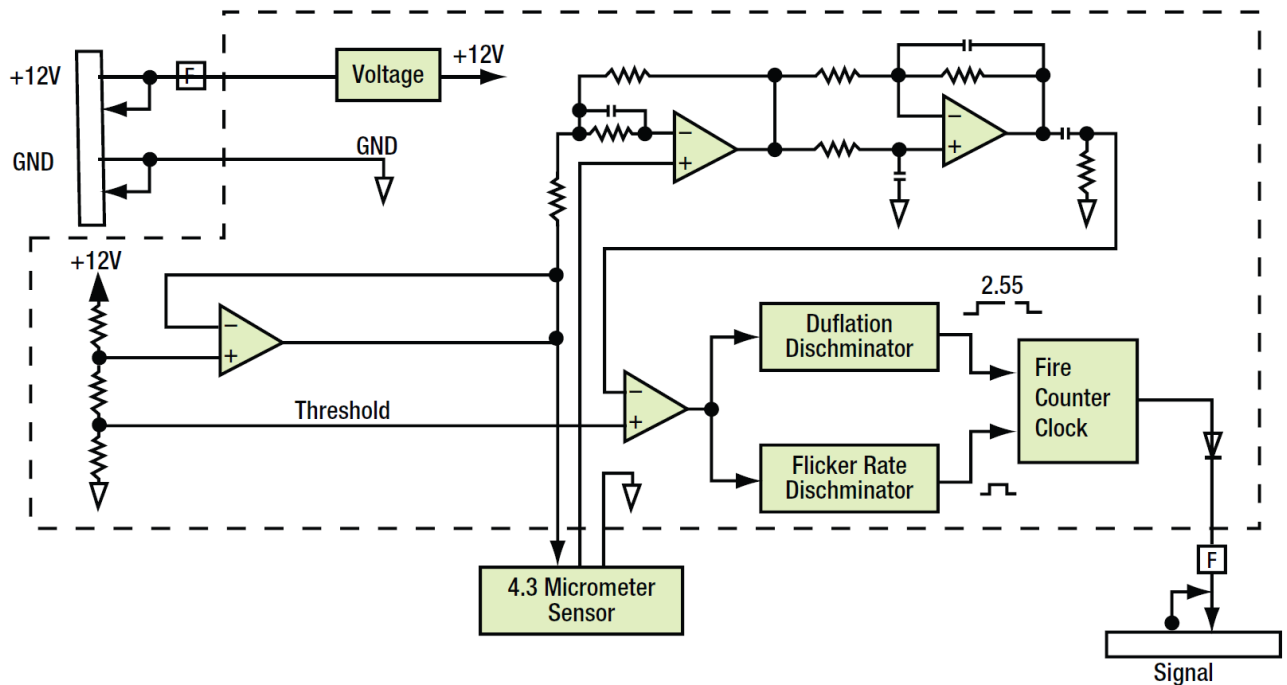 +12V
F
Voltage
+12V
GND
GND
−
+
−
+
+12V
−
+
Threshold
−
+
Duflation
Dischminator
2.55
Fire
Counter
Clock
Flicker Rate
Dischminator
4.3 Micrometer
Sensor
F
Signal